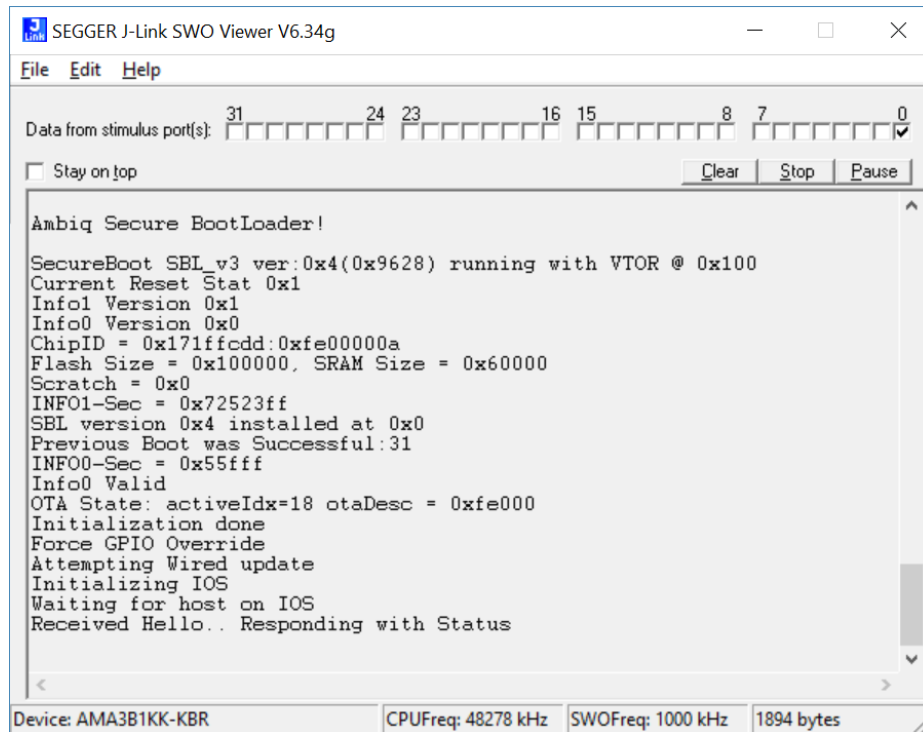 SEGGER J-Link SWO Viewer V6.34g
File Edit Help
Data from stimulus port(s): 31 24 23 16 15 8 7 0
Stay on top Clear Stop Pause
Ambiq Secure BootLoader!
SecureBoot SBL_v3 ver:0x4(0x9628) running with VTOR @ 0x100
Current Reset Stat 0x1
Info1 Version 0x1
Info0 Version 0x0
ChipID = 0x171ffcdd:0xfe00000a
Flash Size = 0x100000, SRAM Size = 0x60000
Scratch = 0x0
INFO1-Sec = 0x72523ff
SBL version 0x4 installed at 0x0
Previous Boot was Successful:31
INFO0-Sec = 0x55fff
Info0 Valid
OTA State: activeIdx=18 otaDesc = 0xfe000
Initialization done
Force GPIO Override
Attempting Wired update
Initializing IOS
Waiting for host on IOS
Received Hello.. Responding with Status
Device: AMA3B1KK-KBR CPUFreq: 48278 kHz SWOFreq: 1000 kHz 1894 bytes